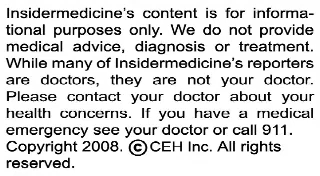 Insidermedicine's content is for informa-
tional purposes only. We do not provide
medical advice, diagnosis or treatment.
While many of Insidermedicine's reporters
are doctors, they are not your doctor.
Please contact your doctor about your
health concerns. If you have a medical
emergency see your doctor or call 911.
Copyright 2008. ©CEH Inc. All rights
reserved.